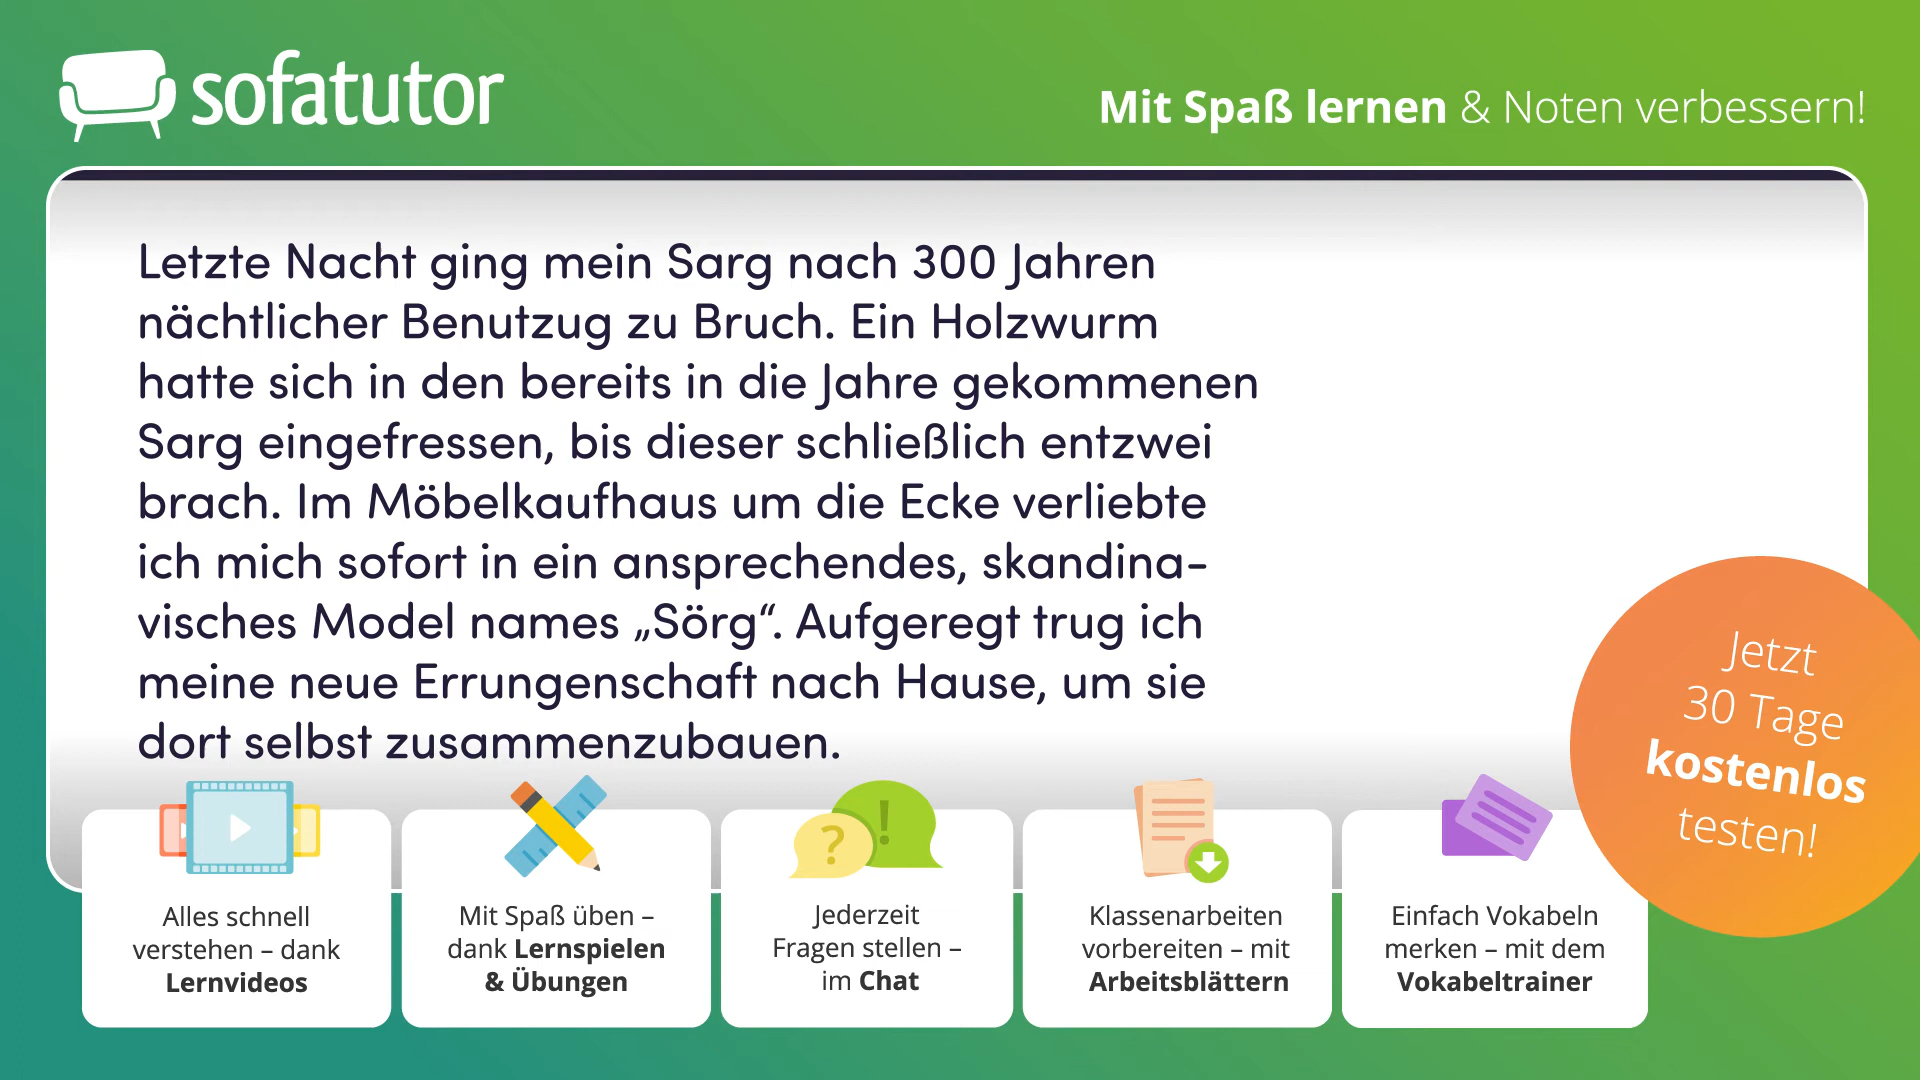 sofatutor
Mit Spaß lernen & Noten verbessern!
Letzte Nacht ging mein Sarg nach 300 Jahren
nächtlicher Benutzug zu Bruch. Ein Holzwurm
hatte sich in den bereits in die Jahre gekommenen
Sarg eingefressen, bis dieser schließlich entzwei
brach. Im Möbelkaufhaus um die Ecke verliebte
ich mich sofort in ein ansprechendes, skandina-
visches Model names „Sörg“. Aufgeregt trug ich
meine neue Errungenschaft nach Hause, um sie
dort selbst zusammenzubauen.
Jetzt
30 Tage
kostenlos
testen!
Alles schnell
verstehen – dank
Lernvideos
Mit Spaß üben –
dank Lernspielen
& Übungen
? !
Jederzeit
Fragen stellen –
im Chat
Klassenarbeiten
vorbereiten – mit
Arbeitsblättern
Einfach Vokabeln
merken – mit dem
Vokabeltrainer